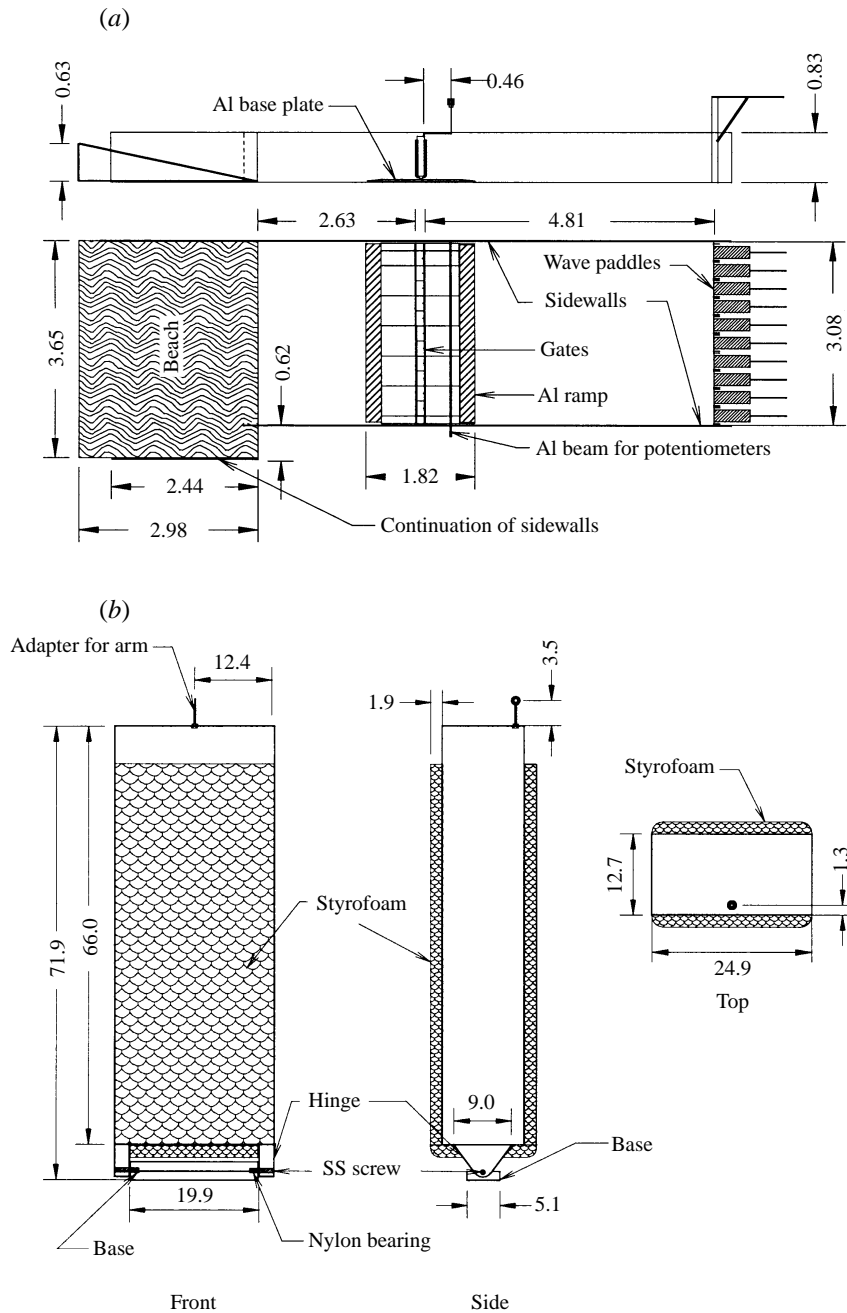 (a)
0.63
0.46
0.83
Al base plate
2.63
4.81
Wave paddles
Sidewalls
3.65
Beach
0.62
3.08
Gates
Al ramp
Al beam for potentiometers
1.82
2.44
2.98
Continuation of sidewalls
(b)
Adapter for arm
12.4
3.5
1.9
Styrofoam
12.7
1.3
24.9
Top
Styrofoam
71.9
66.0
Hinge
9.0
Base
SS screw
19.9
5.1
Base
Nylon bearing
Front
Side